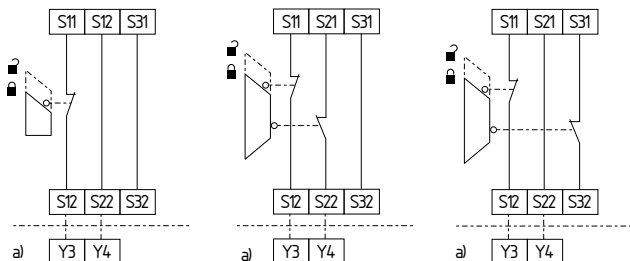 S11 S12 S31 S11 S21 S31 S11 S21 S31
S12 S22 S32 S12 S22 S32 S12 S22 S32
a) Y3 Y4 a) Y3 Y4 a) Y3 Y4